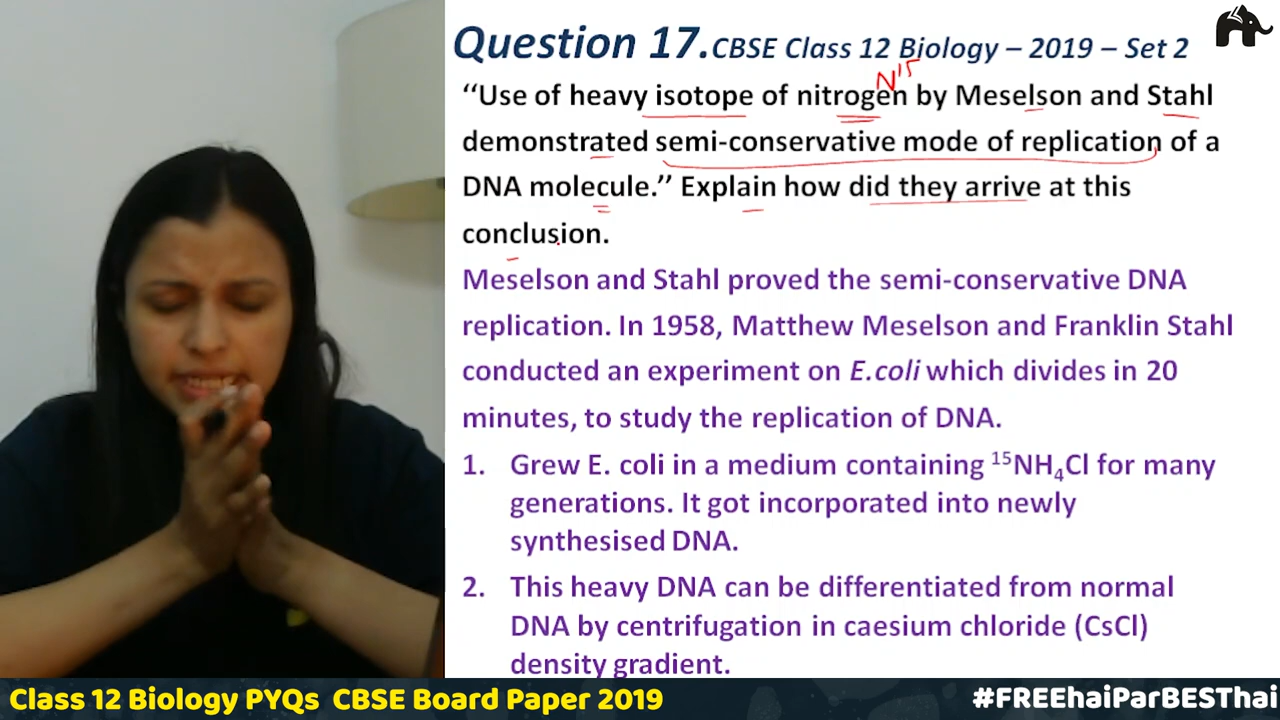 Question 17.CBSE Class 12 Biology – 2019 – Set 2
N15
“Use of heavy isotope of nitrogen by Meselson and Stahl
demonstrated semi-conservative mode of replication of a
DNA molecule.” Explain how did they arrive at this
conclusion.
Meselson and Stahl proved the semi-conservative DNA
replication. In 1958, Matthew Meselson and Franklin Stahl
conducted an experiment on E.coli which divides in 20
minutes, to study the replication of DNA.
1. Grew E. coli in a medium containing ¹⁵NH₄Cl for many
generations. It got incorporated into newly
synthesised DNA.
2. This heavy DNA can be differentiated from normal
DNA by centrifugation in caesium chloride (CsCl)
density gradient.
Class 12 Biology PYQs CBSE Board Paper 2019
#FREEhaiParBESThai